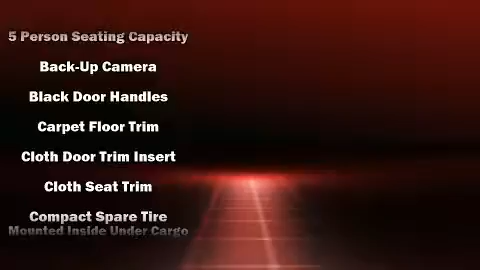 5 Person Seating Capacity
Back-Up Camera
Black Door Handles
Carpet Floor Trim
Cloth Door Trim Insert
Cloth Seat Trim
Compact Spare Tire
Mounted Inside Under Cargo